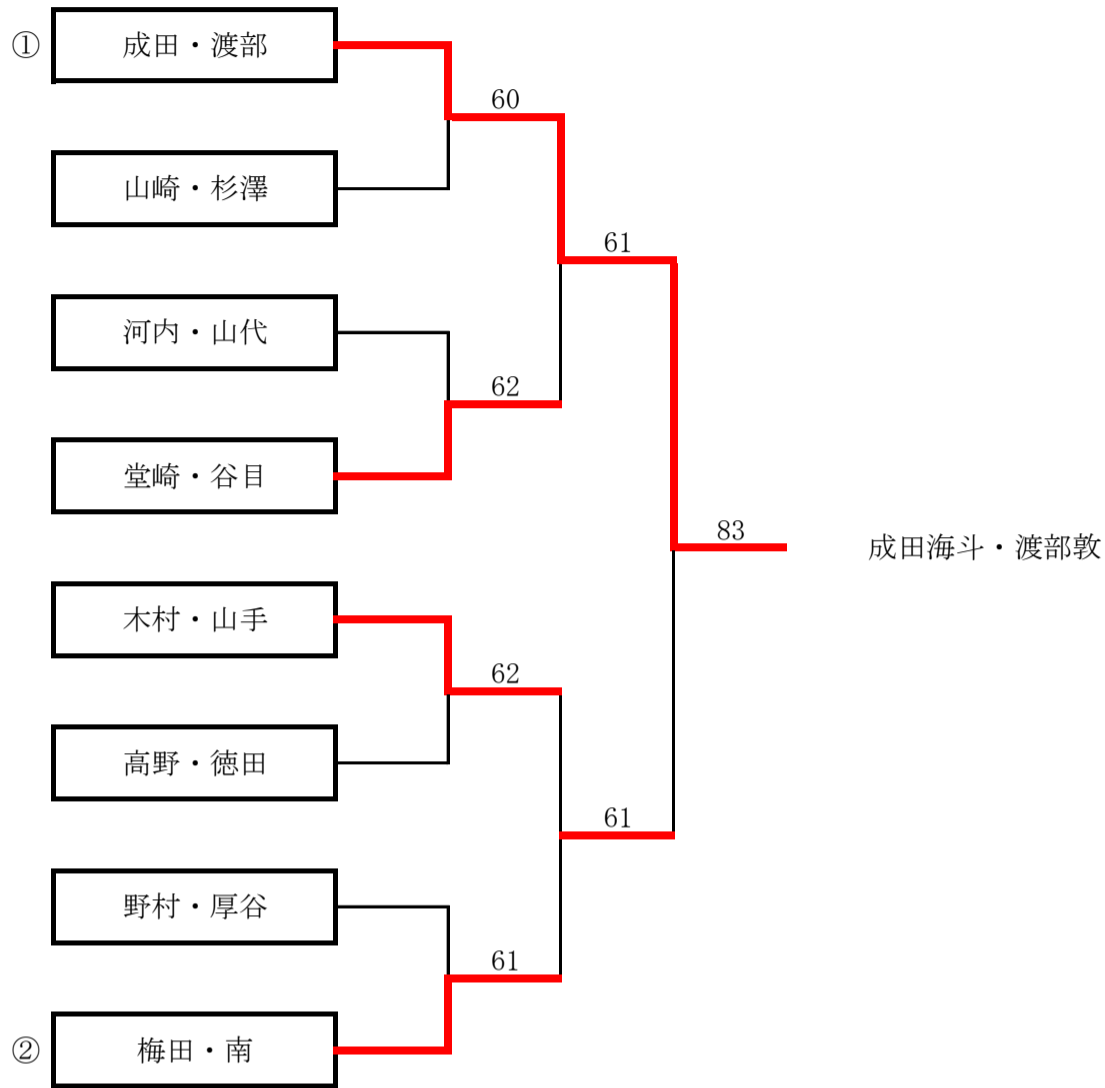 ① 成田・渡部
60
山崎・杉澤
61
河内・山代
62
堂崎・谷目
83
成田海斗・渡部敦
木村・山手
62
高野・徳田
61
野村・厚谷
61
② 梅田・南